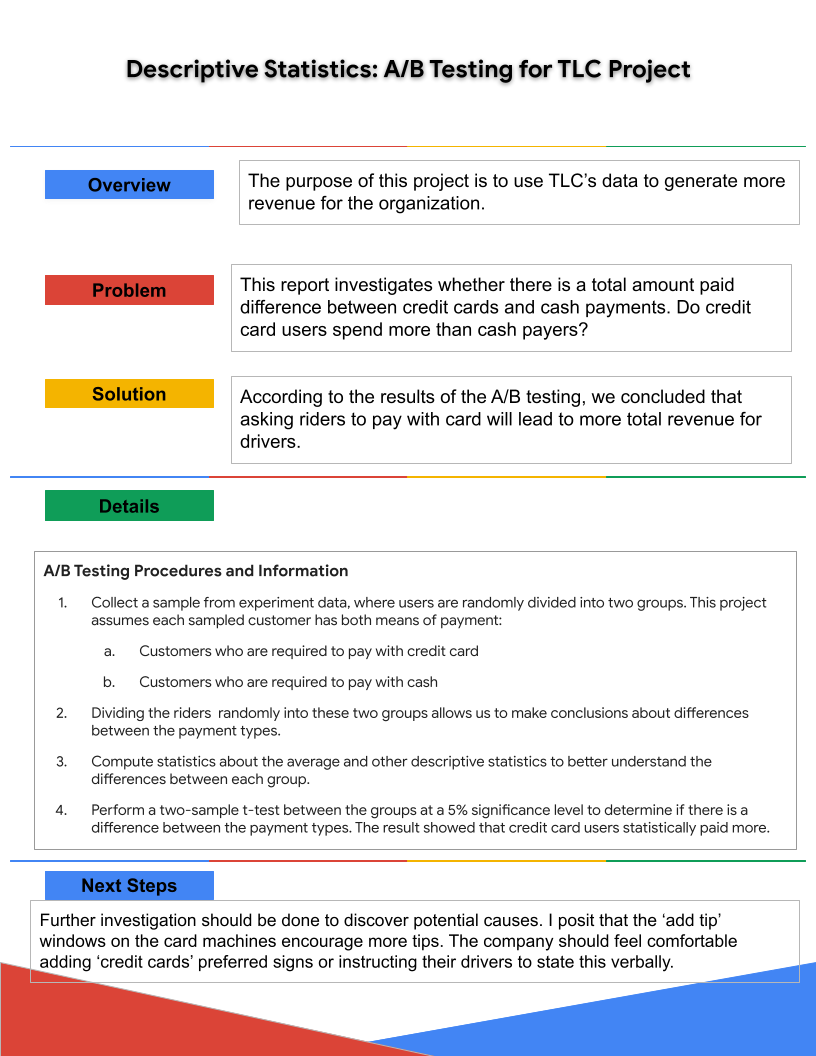 Descriptive Statistics: A/B Testing for TLC Project
Overview
The purpose of this project is to use TLC’s data to generate more
revenue for the organization.
Problem
This report investigates whether there is a total amount paid
difference between credit cards and cash payments. Do credit
card users spend more than cash payers?
Solution
According to the results of the A/B testing, we concluded that
asking riders to pay with card will lead to more total revenue for
drivers.
Details
A/B Testing Procedures and Information
1. Collect a sample from experiment data, where users are randomly divided into two groups. This project
assumes each sampled customer has both means of payment:
a. Customers who are required to pay with credit card
b. Customers who are required to pay with cash
2. Dividing the riders  randomly into these two groups allows us to make conclusions about differences
between the payment types.
3. Compute statistics about the average and other descriptive statistics to better understand the
differences between each group.
4. Perform a two-sample t-test between the groups at a 5% significance level to determine if there is a
difference between the payment types. The result showed that credit card users statistically paid more.
Next Steps
Further investigation should be done to discover potential causes. I posit that the ‘add tip’
windows on the card machines encourage more tips. The company should feel comfortable
adding ‘credit cards’ preferred signs or instructing their drivers to state this verbally.